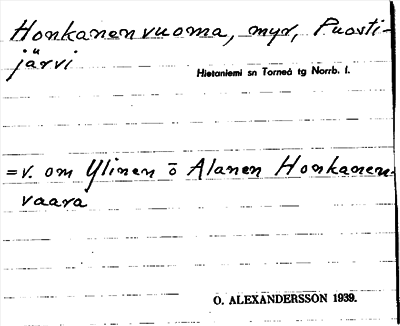 Honkanenvuoma, myr, Puosti-
järvi
Hietaniemi sn Torneå tg Norrb. l.
= v. om Ylinen o Alanen Honkanen-
vaara
O. ALEXANDERSSON 1939.